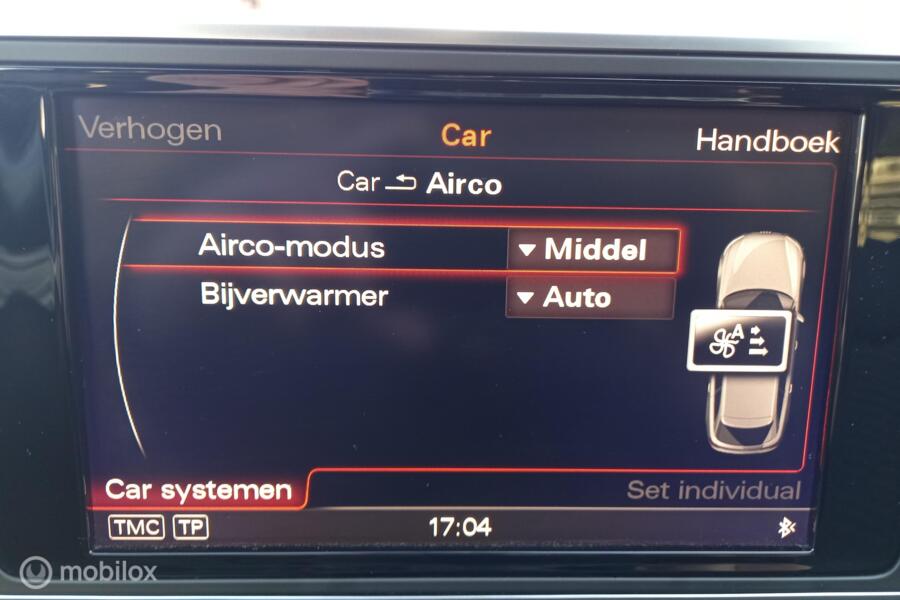 Verhogen Car Handboek
Car Airco
Airco-modus Middel
Bijverwarmer Auto
A
Car systemen Set individual
TMC TP 17:04
mobilox